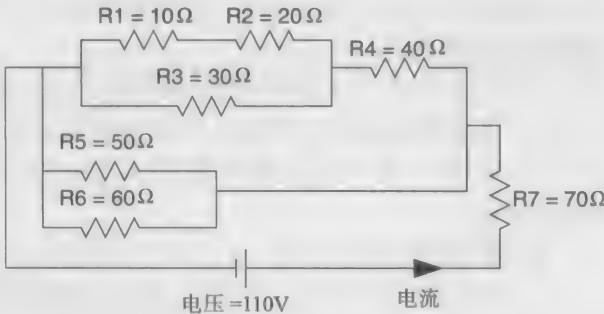 R1 = 10Ω R2 = 20Ω
R4 = 40Ω
R3 = 30Ω
R5 = 50Ω
R6 = 60Ω
R7 = 70Ω
电压 =110V
电流